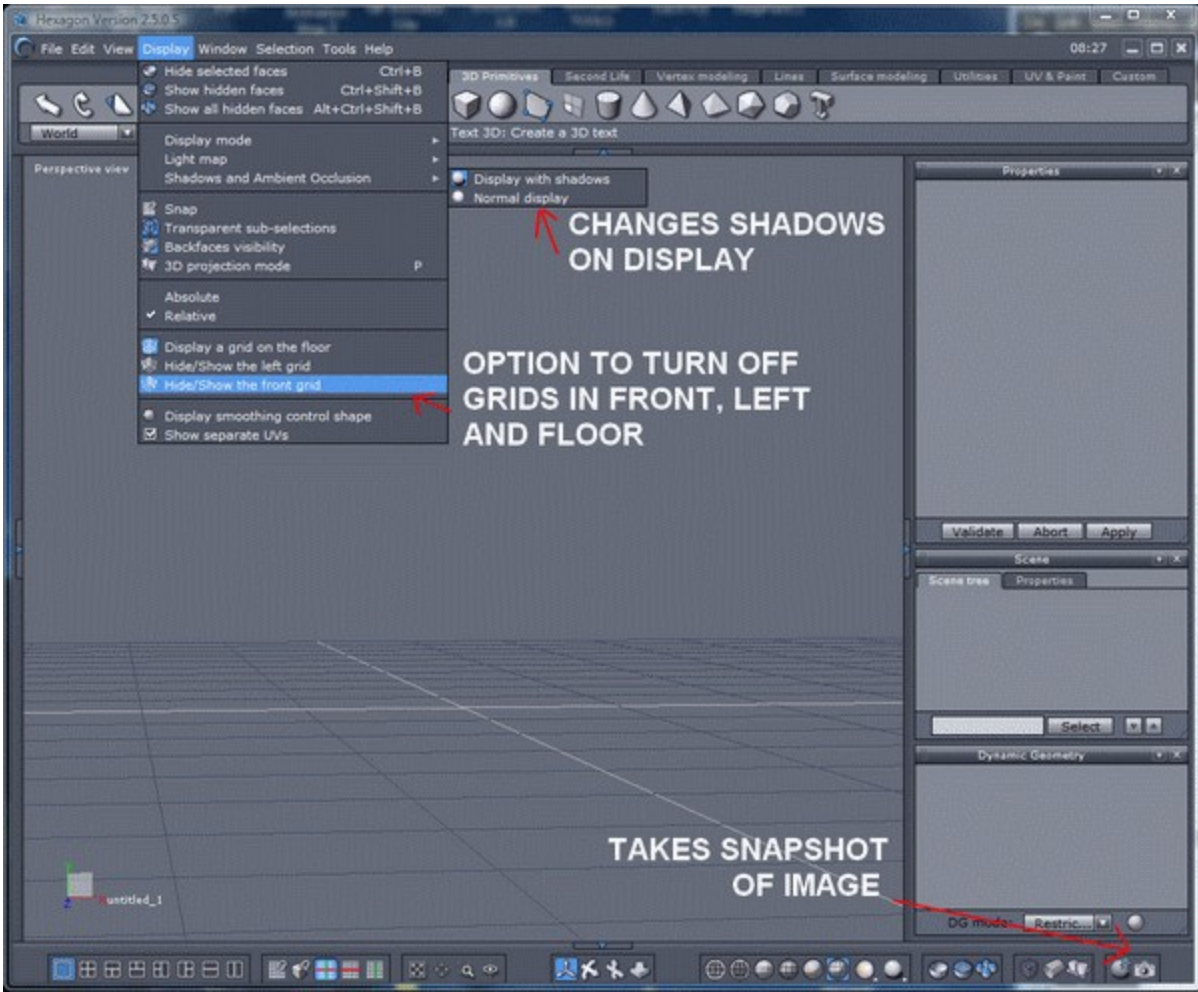 Hexagon Version 2.5.0.5
File Edit View Display Window Selection Tools Help 08:27
Hide selected faces Ctrl+B
Show hidden faces Ctrl+Shift+B
Show all hidden faces Alt+Ctrl+Shift+B
3D Primitives Second Life Vertex modeling Lines Surface modeling Utilities UV & Paint Custom
World
Text 3D: Create a 3D text
Display mode
Light map
Shadows and Ambient Occlusion
Display with shadows
Normal display
Perspective view
Properties
Snap
Transparent sub-selections
Backfaces visibility
3D projection mode P
CHANGES SHADOWS
ON DISPLAY
Absolute
Relative
Display a grid on the floor
Hide/Show the left grid
Hide/Show the front grid
OPTION TO TURN OFF
GRIDS IN FRONT, LEFT
AND FLOOR
Display smoothing control shape
Show separate UVs
Validate Abort Apply
Scene
Scene tree Properties
Select
Dynamic Geometry
TAKES SNAPSHOT
OF IMAGE
untitled_1
DG mode: Restric...